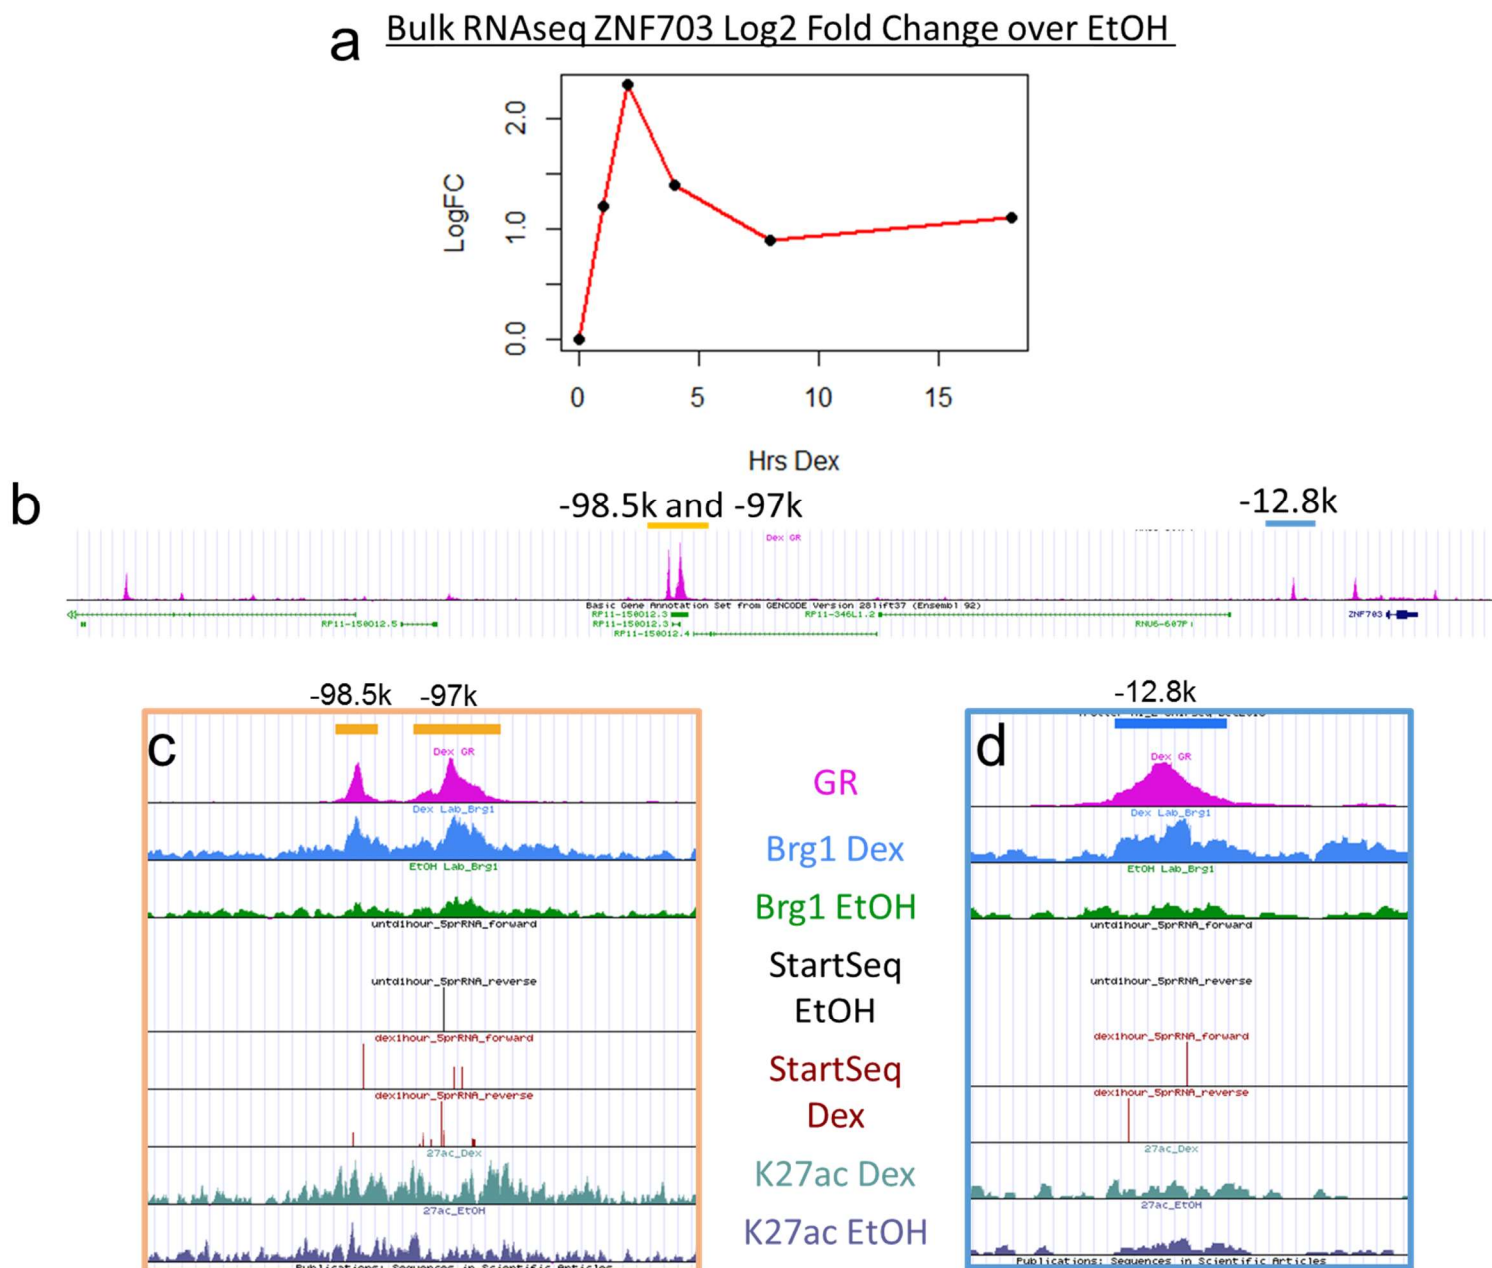 a
Bulk RNAseq ZNF703 Log2 Fold Change over EtOH
LogFC
2.0
1.0
0.0
0 5 10 15
Hrs Dex
b
-98.5k and -97k
-12.8k
Dex GR
Basic Gene Annotation Set from GENCODE Version 28lift37 (Ensembl 92)
RP11-150O12.3
RP11-346L1.2
ZNF703
RP11-150O12.5
RP11-150O12.3
RNU6-607P
RP11-150O12.4
-98.5k -97k
c
Dex GR
Dex Lab_Brg1
EtOH Lab_Brg1
untd1hour_5prRNA_forward
untd1hour_5prRNA_reverse
dex1hour_5prRNA_forward
dex1hour_5prRNA_reverse
27ac_Dex
27ac_EtOH
Publications: Sequences in Scientific Articles
GR
Brg1 Dex
Brg1 EtOH
StartSeq
EtOH
StartSeq
Dex
K27ac Dex
K27ac EtOH
-12.8k
d
Dex GR
Dex Lab_Brg1
EtOH Lab_Brg1
untd1hour_5prRNA_forward
untd1hour_5prRNA_reverse
dex1hour_5prRNA_forward
dex1hour_5prRNA_reverse
27ac_Dex
27ac_EtOH
Publications: Sequences in Scientific Articles